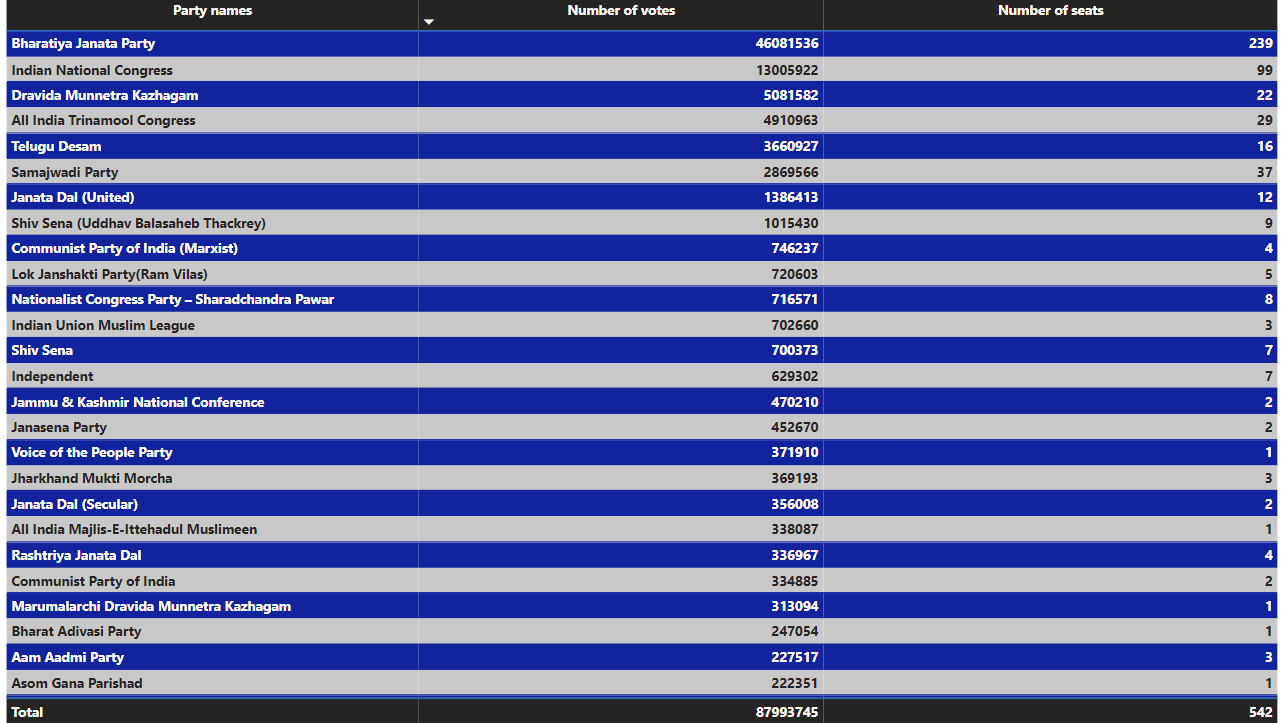 Party names Number of votes Number of seats
Bharatiya Janata Party 46081536 239
Indian National Congress 13005922 99
Dravida Munnetra Kazhagam 5081582 22
All India Trinamool Congress 4910963 29
Telugu Desam 3660927 16
Samajwadi Party 2869566 37
Janata Dal (United) 1386413 12
Shiv Sena (Uddhav Balasaheb Thackrey) 1015430 9
Communist Party of India (Marxist) 746237 4
Lok Janshakti Party(Ram Vilas) 720603 5
Nationalist Congress Party – Sharadchandra Pawar 716571 8
Indian Union Muslim League 702660 3
Shiv Sena 700373 7
Independent 629302 7
Jammu & Kashmir National Conference 470210 2
Janasena Party 452670 2
Voice of the People Party 371910 1
Jharkhand Mukti Morcha 369193 3
Janata Dal (Secular) 356008 2
All India Majlis-E-Ittehadul Muslimeen 338087 1
Rashtriya Janata Dal 336967 4
Communist Party of India 334885 2
Marumalarchi Dravida Munnetra Kazhagam 313094 1
Bharat Adivasi Party 247054 1
Aam Aadmi Party 227517 3
Asom Gana Parishad 222351 1
Total 87993745 542